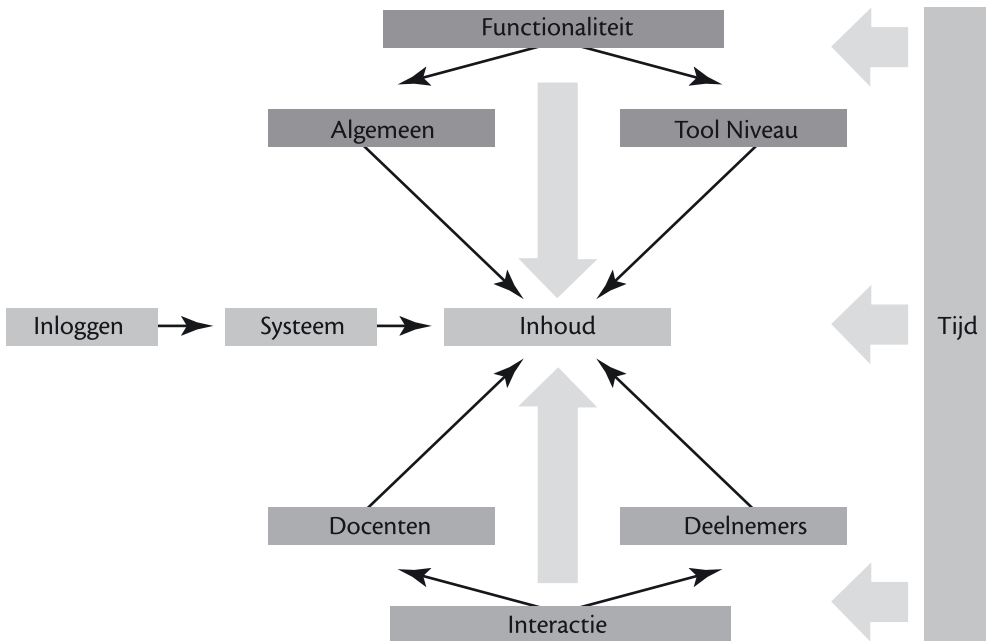 Functionaliteit
Algemeen
Tool Niveau
Inloggen
Systeem
Inhoud
Tijd
Docenten
Deelnemers
Interactie